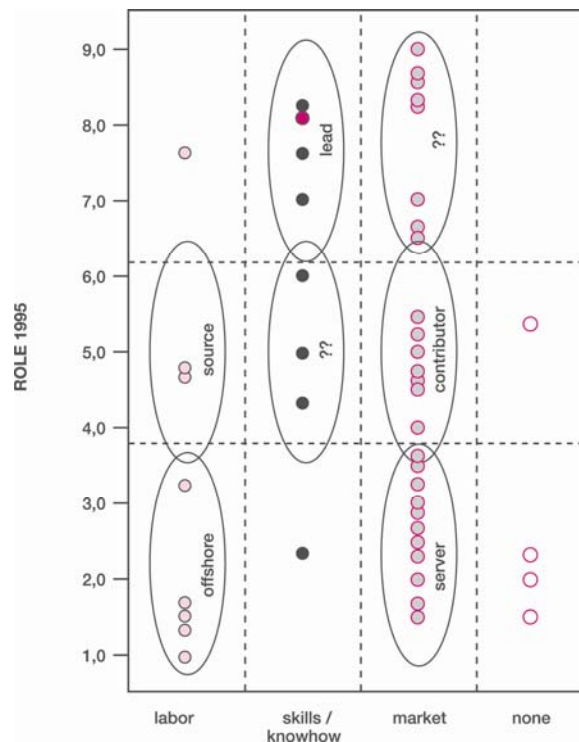 9,0
8,0
7,0
6,0
5,0
4,0
3,0
2,0
1,0
ROLE 1995
lead
??
source
??
contributor
offshore
server
labor
skills /
knowhow
market
none